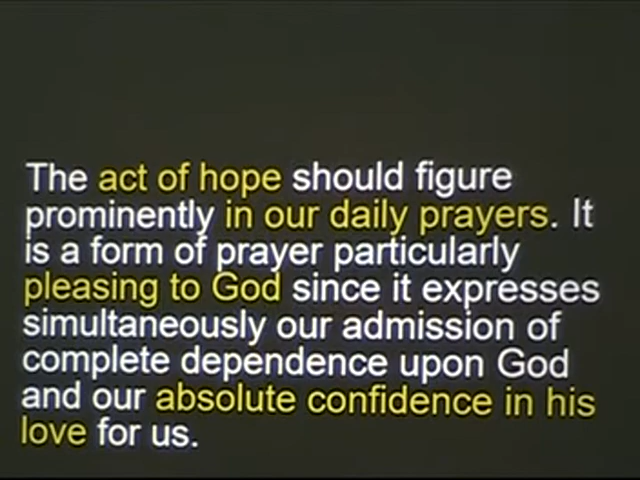 The act of hope should figure
prominently in our daily prayers. It
is a form of prayer particularly
pleasing to God since it expresses
simultaneously our admission of
complete dependence upon God
and our absolute confidence in his
love for us.